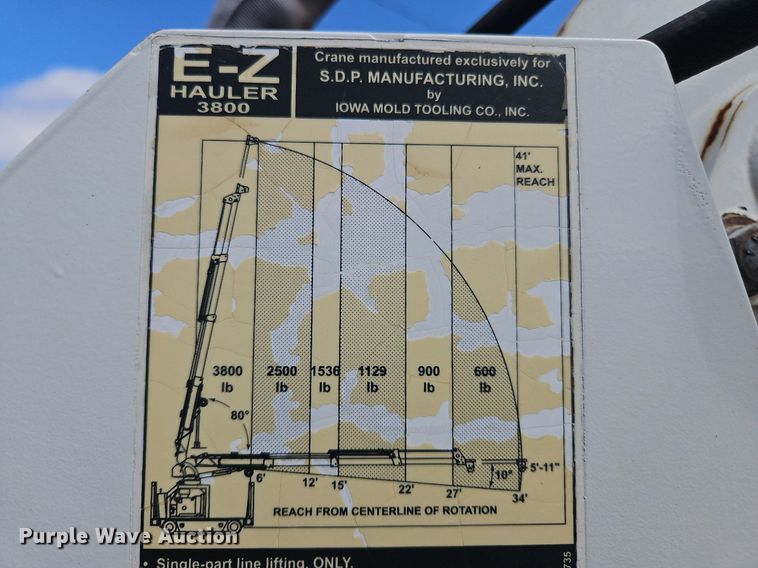 E-Z
HAULER
3800
Crane manufactured exclusively for
S.D.P. MANUFACTURING, INC.
by
IOWA MOLD TOOLING CO., INC.
41'
MAX.
REACH
3800 2500 1536 1129 900 600
lb lb lb lb lb lb
80°
5'-11"
10°
6' 12' 15' 22' 27' 34'
REACH FROM CENTERLINE OF ROTATION
• Single-part line lifting, ONLY.
735
Purple Wave Auction